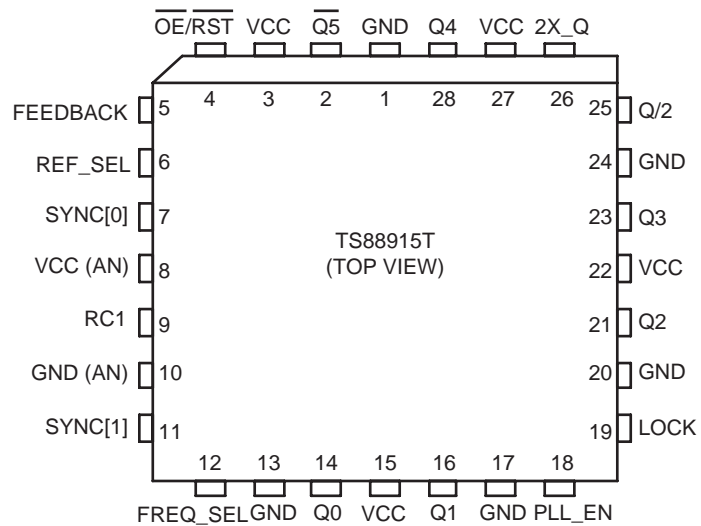 O̅E̅/R̅S̅T̅ VCC Q̅5̅ GND Q4 VCC 2X_Q
4 3 2 1 28 27 26
FEEDBACK 5 25 Q/2
REF_SEL 6 24 GND
SYNC[0] 7 23 Q3
TS88915T
(TOP VIEW)
VCC (AN) 8 22 VCC
RC1 9 21 Q2
GND (AN) 10 20 GND
SYNC[1] 11 19 LOCK
12 13 14 15 16 17 18
FREQ_SEL GND Q0 VCC Q1 GND PLL_EN